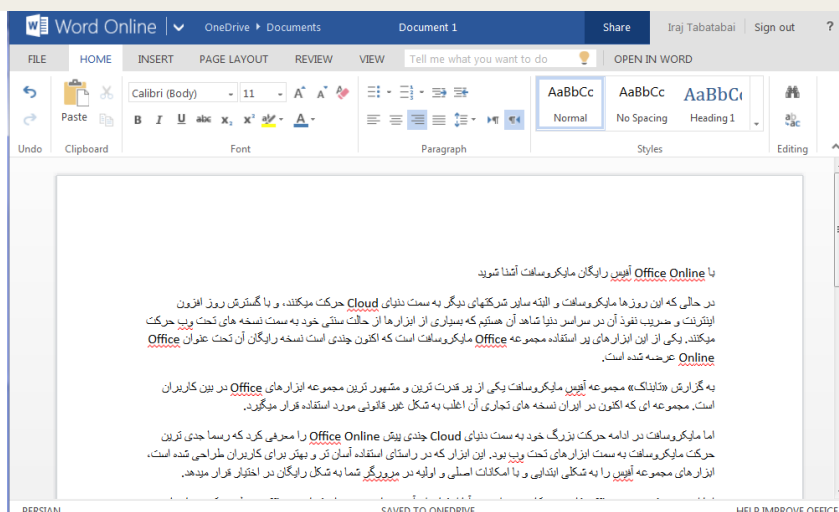 Word Online OneDrive ▸ Documents Document 1 Share Iraj Tabatabai Sign out ?
FILE HOME INSERT PAGE LAYOUT REVIEW VIEW Tell me what you want to do OPEN IN WORD
Calibri (Body) 11 A A AaBbCc AaBbCc AaBbC
Paste B I U abc x₂ x² ab A Normal No Spacing Heading 1 ab ac
Undo Clipboard Font Paragraph Styles Editing
با Office Online آفیس رایگان مایکروسافت آشنا شوید
در حالی که این روزها مایکروسافت و البته سایر شرکتهای دیگر به سمت دنیای Cloud حرکت میکنند، و با گسترش روز افزون
اینترنت و ضریب نفوذ آن در سراسر دنیا شاهد آن هستیم که بسیاری از ابزارها از حالت سنتی خود به سمت نسخه های تحت وب حرکت
میکنند. یکی از این ابزارهای پر استفاده مجموعه Office مایکروسافت است که اکنون چندی است نسخه رایگان آن تحت عنوان Office
Online عرضه شده است.
به گزارش «تابناک» مجموعه آفیس مایکروسافت یکی از پر قدرت ترین و مشهور ترین مجموعه ابزارهای Office در بین کاربران
است. مجموعه ای که اکنون در ایران نسخه های تجاری آن اغلب به شکل غیر قانونی مورد استفاده قرار میگیرد.
اما مایکروسافت در ادامه حرکت بزرگ خود به سمت دنیای Cloud چندی پیش Office Online را معرفی کرد که رسما جدی ترین
حرکت مایکروسافت به سمت ابزارهای تحت وب بود. این ابزار که در راستای استفاده آسان تر و بهتر برای کاربران طراحی شده است،
ابزارهای مجموعه آفیس را به شکلی ابتدایی و با امکانات اصلی و اولیه در مرورگر شما به شکل رایگان در اختیار قرار میدهد.
PERSIAN SAVED TO ONEDRIVE HELP IMPROVE OFFICE